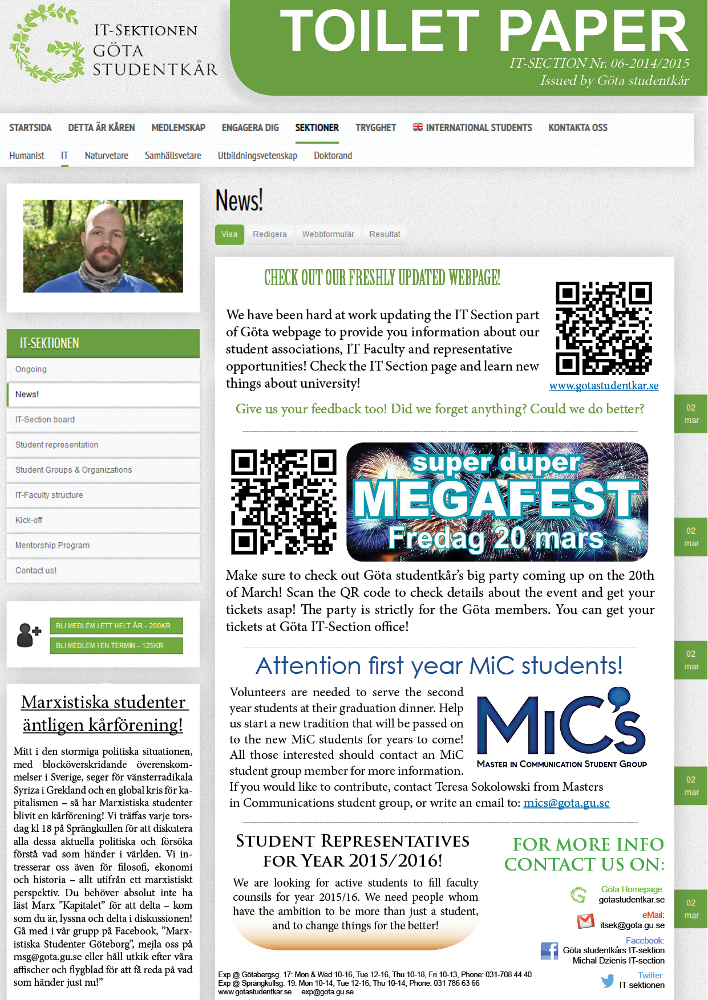 IT-SEKTIONEN
GÖTA
STUDENTKÅR
TOILET PAPER
IT-SECTION Nr. 06-2014/2015
Issued by Göta studentkår
STARTSIDA DETTA ÄR KÅREN MEDLEMSKAP ENGAGERA DIG SEKTIONER TRYGGHET INTERNATIONAL STUDENTS KONTAKTA OSS
Humanist IT Naturvetare Samhällsvetare Utbildningsvetenskap Doktorand
IT-SEKTIONEN
Ongoing
News!
IT-Section board
Student representation
Student Groups & Organizations
IT-Faculty structure
Kick-off
Mentorship Program
Contact us!
BLI MEDLEM I ETT HELT ÅR - 200KR
BLI MEDLEM I EN TERMIN - 125KR
Marxistiska studenter
äntligen kårförening!
Mitt i den stormiga politiska situationen,
med blocköverskridande överenskom-
melser i Sverige, seger för vänsterradikala
Syriza i Grekland och en global kris för ka-
pitalismen – så har Marxistiska studenter
blivit en kårförening! Vi träffas varje tors-
dag kl 18 på Sprängkullen för att diskutera
alla dessa aktuella politiska och försöka
förstå vad som händer i världen. Vi in-
tresserar oss även för filosofi, ekonomi
och historia – allt utifrån ett marxistiskt
perspektiv. Du behöver absolut inte ha
läst Marx ”Kapitalet” för att delta – kom
som du är, lyssna och delta i diskussionen!
Gå med i vår grupp på Facebook, ”Marx-
istiska Studenter Göteborg”, mejla oss på
msg@gota.gu.se eller håll utkik efter våra
affischer och flygblad för att få reda på vad
som händer just nu!”
News!
Visa Redigera Webbformulär Resultat
CHECK OUT OUR FRESHLY UPDATED WEBPAGE!
We have been hard at work updating the IT Section part
of Göta webpage to provide you information about our
student associations, IT Faculty and representative
opportunities! Check the IT Section page and learn new
things about university!
www.gotastudentkar.se
Give us your feedback too! Did we forget anything? Could we do better?
super duper
MEGAFEST
Fredag 20 mars
Make sure to check out Göta studentkår’s big party coming up on the 20th
of March! Scan the QR code to check details about the event and get your
tickets asap! The party is strictly for the Göta members. You can get your
tickets at Göta IT-Section office!
Attention first year MiC students!
Volunteers are needed to serve the second
year students at their graduation dinner. Help
us start a new tradition that will be passed on
to the new MiC students for years to come!
All those interested should contact an MiC
student group member for more information.
If you would like to contribute, contact Teresa Sokolowski from Masters
in Communications student group, or write an email to: mics@gota.gu.se
MIC's
MASTER IN COMMUNICATION STUDENT GROUP
STUDENT REPRESENTATIVES
FOR YEAR 2015/2016!
We are looking for active students to fill faculty
counsils for year 2015/16. We need people whom
have the ambition to be more than just a student,
and to change things for the better!
FOR MORE INFO
CONTACT US ON:
Göta Homepage:
gotastudentkar.se
eMail:
itsek@gota.gu.se
Facebook:
Göta studentkårs IT-sektion
Michal Dzienis IT-section
Twitter:
IT-sektionen
Exp @ Götabergsg. 17: Mon & Wed 10-16, Tue 12-16, Thu 10-18, Fri 10-13, Phone: 031-708 44 40
Exp @ Sprängkullsg. 19: Mon 10-14, Tue 12-16, Thu 10-14, Phone: 031 786 63 66
www.gotastudentkar.se exp@gota.gu.se
02
mar
02
mar
02
mar
02
mar
02
mar